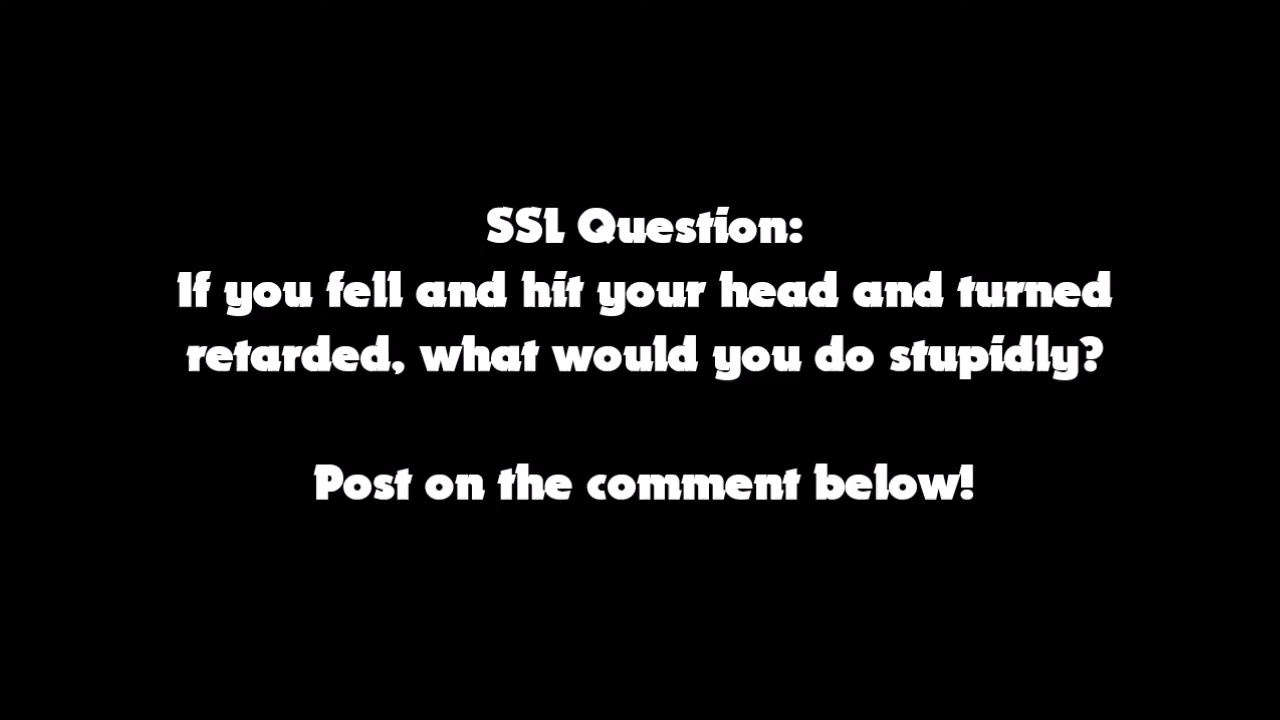 SSL Question:
If you fell and hit your head and turned
retarded, what would you do stupidly?
Post on the comment below!